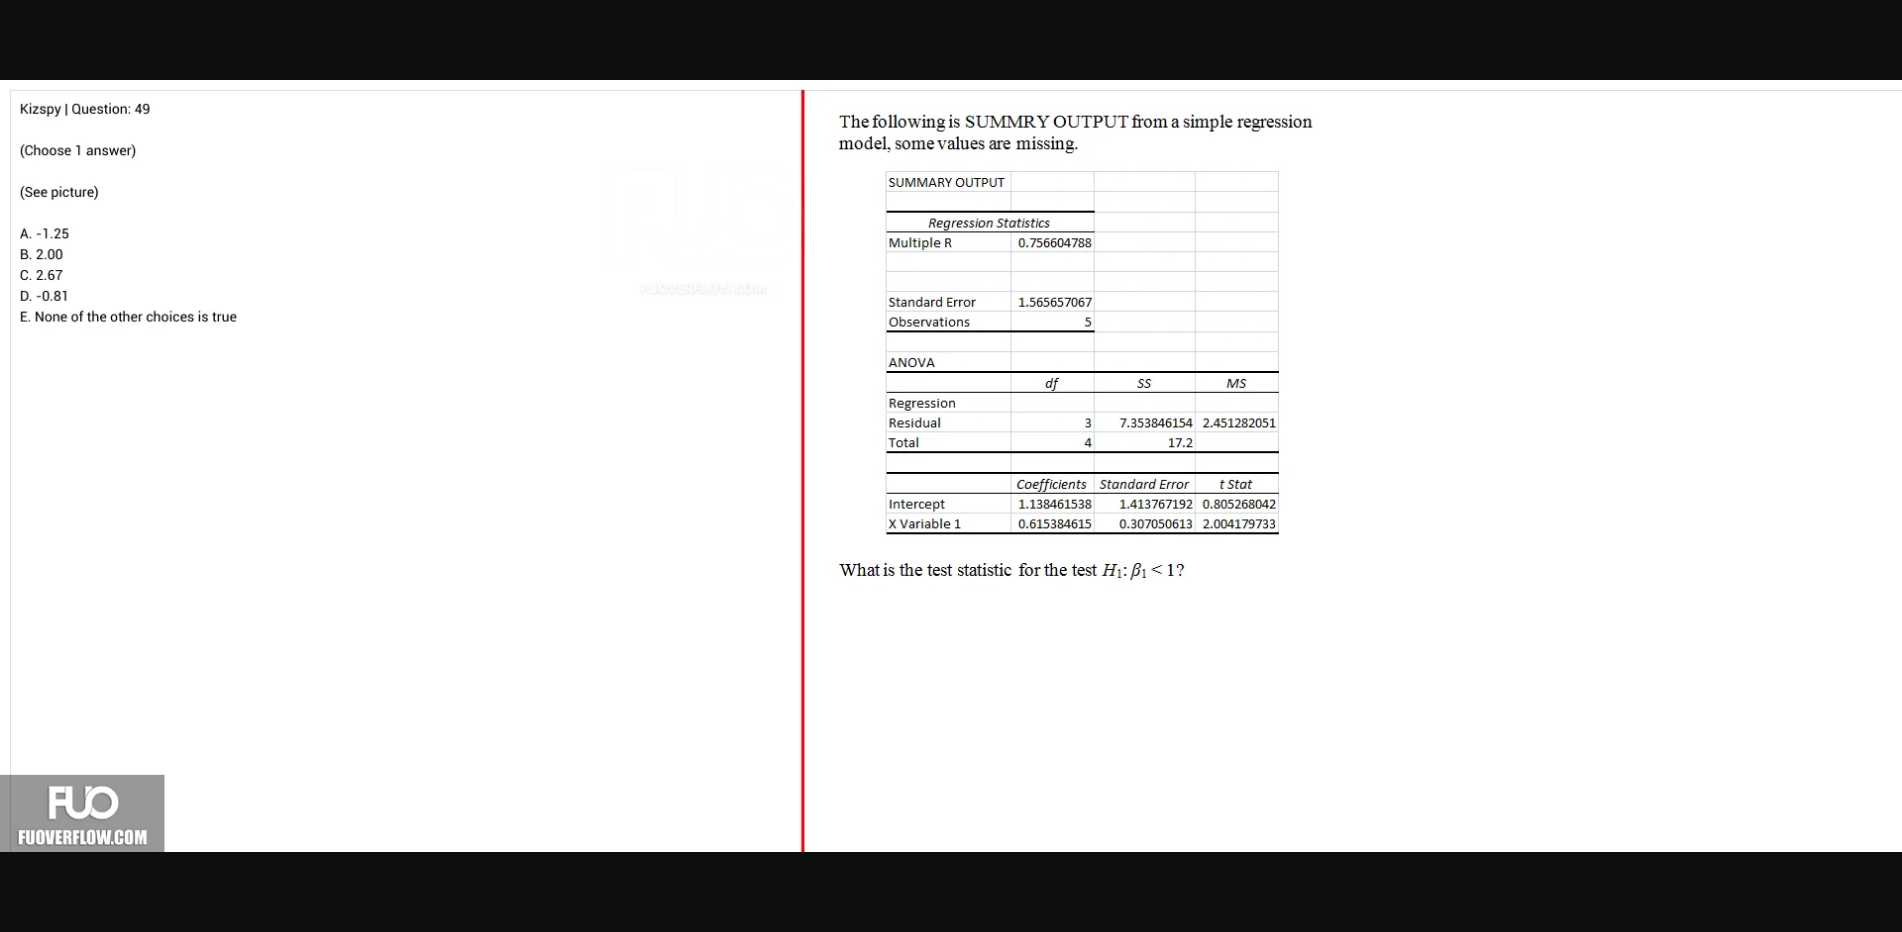 Kizspy | Question: 49
(Choose 1 answer)
(See picture)
A. -1.25
B. 2.00
C. 2.67
D. -0.81
E. None of the other choices is true
FUO
FUOVERFLOW.COM
FUO
FUOVERFLOW.COM
The following is SUMMRY OUTPUT from a simple regression
model, some values are missing.
SUMMARY OUTPUT
Regression Statistics
Multiple R 0.756604788
Standard Error 1.565657067
Observations 5
ANOVA
df SS MS
Regression
Residual 3 7.353846154 2.451282051
Total 4 17.2
Coefficients Standard Error t Stat
Intercept 1.138461538 1.413767192 0.805268042
X Variable 1 0.615384615 0.307050613 2.004179733
What is the test statistic for the test H₁: β₁ < 1?